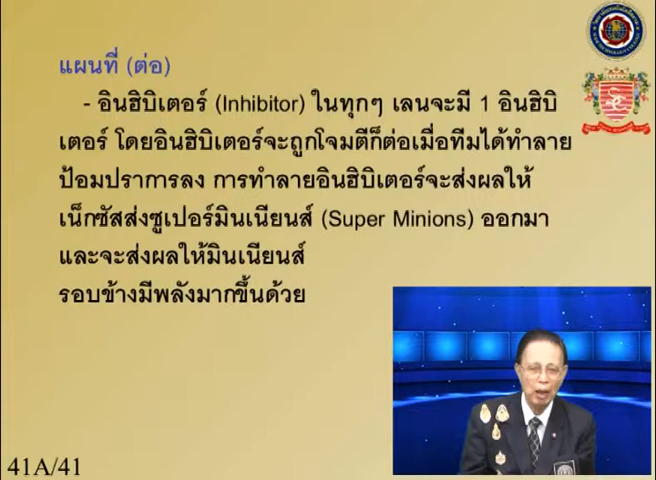 แผนที่ (ต่อ)
- อินฮิบิเตอร์ (Inhibitor) ในทุกๆ เลนจะมี 1 อินฮิบิ
เตอร์ โดยอินฮิบิเตอร์จะถูกโจมตีก็ต่อเมื่อทีมได้ทำลาย
ป้อมปราการลง การทำลายอินฮิบิเตอร์จะส่งผลให้
เน็กซัสส่งซูเปอร์มินเนียนส์ (Super Minions) ออกมา
และจะส่งผลให้มินเนียนส์
รอบข้างมีพลังมากขึ้นด้วย
41A/41